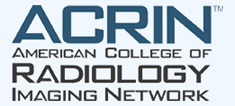 ACRIN™
AMERICAN COLLEGE OF
RADIOLOGY
IMAGING NETWORK